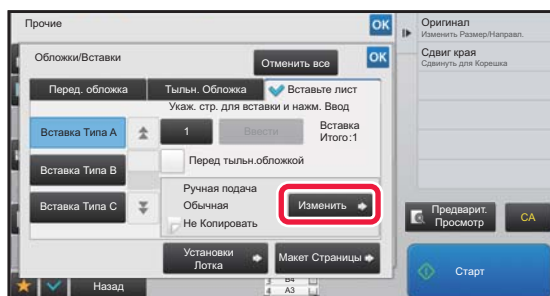 Прочие
OK
Обложки/Вставки
Отменить все
OK
Перед. обложка
Тыльн. Обложка
Вставьте лист
Укаж. стр. для вставки и нажм. Ввод
Вставка Типа A
1
Ввести
Вставка
Итого:1
Вставка Типа B
Перед тыльн.обложкой
Вставка Типа C
Ручная подача
Обычная
Не Копировать
Изменить
Установки
Лотка
Макет Страницы
Назад
3 B4
4 A3
Оригинал
Изменить Размер/Направл.
Сдвиг края
Сдвинуть для Корешка
Предварит.
Просмотр
CA
Старт